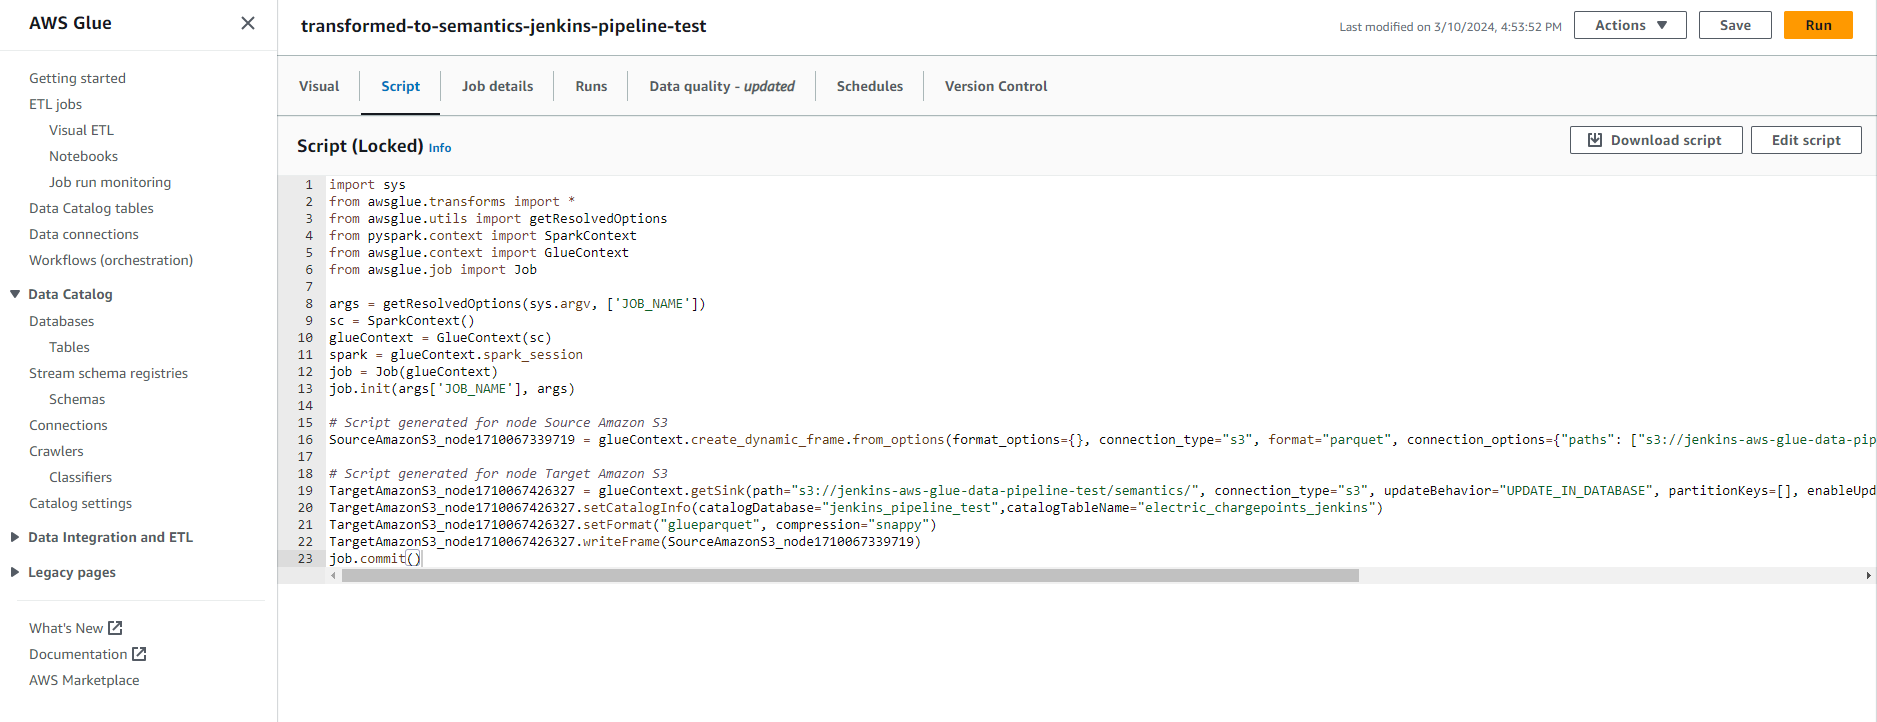 AWS Glue
Getting started
ETL jobs
Visual ETL
Notebooks
Job run monitoring
Data Catalog tables
Data connections
Workflows (orchestration)
Data Catalog
Databases
Tables
Stream schema registries
Schemas
Connections
Crawlers
Classifiers
Catalog settings
Data Integration and ETL
Legacy pages
What's New
Documentation
AWS Marketplace
transformed-to-semantics-jenkins-pipeline-test
Last modified on 3/10/2024, 4:53:52 PM
Actions
Save
Run
Visual
Script
Job details
Runs
Data quality - updated
Schedules
Version Control
Script (Locked) Info
Download script
Edit script
1 import sys
2 from awsglue.transforms import *
3 from awsglue.utils import getResolvedOptions
4 from pyspark.context import SparkContext
5 from awsglue.context import GlueContext
6 from awsglue.job import Job
7
8 args = getResolvedOptions(sys.argv, ['JOB_NAME'])
9 sc = SparkContext()
10 glueContext = GlueContext(sc)
11 spark = glueContext.spark_session
12 job = Job(glueContext)
13 job.init(args['JOB_NAME'], args)
14
15 # Script generated for node Source Amazon S3
16 SourceAmazonS3_node1710067339719 = glueContext.create_dynamic_frame.from_options(format_options={}, connection_type="s3", format="parquet", connection_options={"paths": ["s3://jenkins-aws-glue-data-pip
17
18 # Script generated for node Target Amazon S3
19 TargetAmazonS3_node1710067426327 = glueContext.getSink(path="s3://jenkins-aws-glue-data-pipeline-test/semantics/", connection_type="s3", updateBehavior="UPDATE_IN_DATABASE", partitionKeys=[], enableUpd
20 TargetAmazonS3_node1710067426327.setCatalogInfo(catalogDatabase="jenkins_pipeline_test",catalogTableName="electric_chargepoints_jenkins")
21 TargetAmazonS3_node1710067426327.setFormat("glueparquet", compression="snappy")
22 TargetAmazonS3_node1710067426327.writeFrame(SourceAmazonS3_node1710067339719)
23 job.commit()